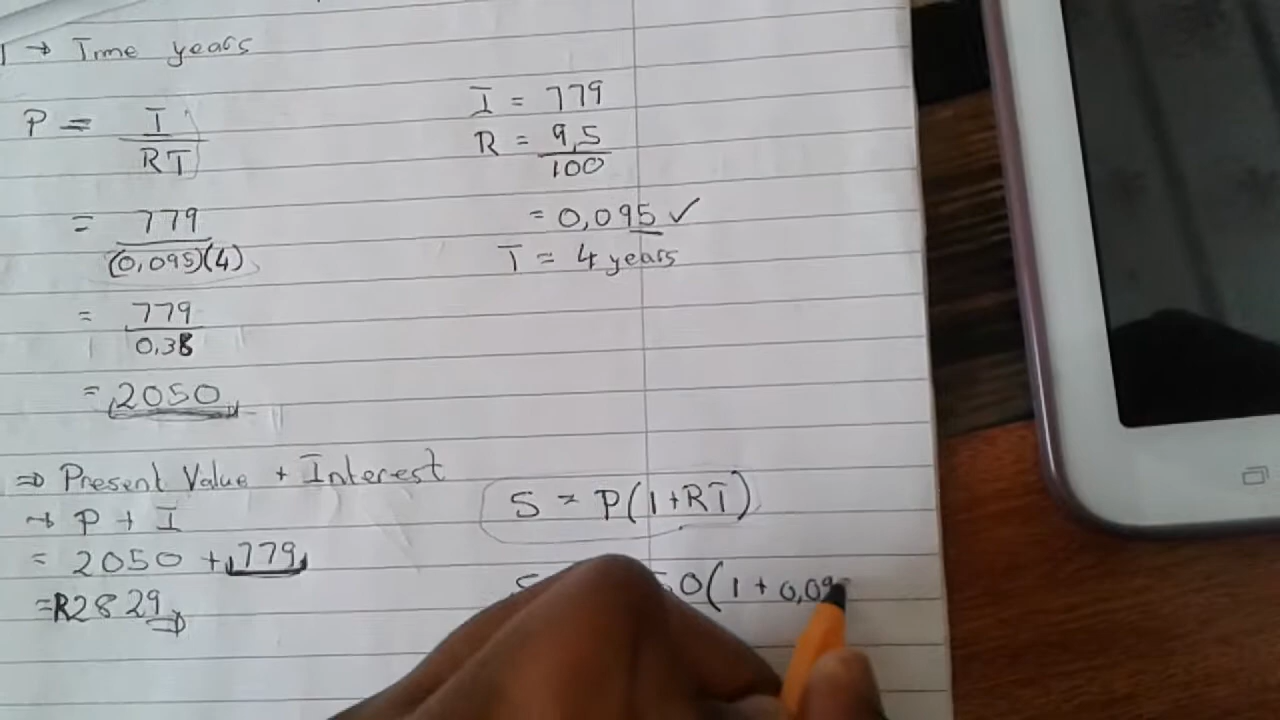 T → Time years
P = I / RT
= 779 / (0,095)(4)
= 779 / 0,38
= 2050
I = 779
R = 9,5 / 100
= 0,095 ✓
T = 4 years
⇒ Present Value + Interest
→ P + I
= 2050 + 779
= R2829
S = P(1+RT)
S 50(1 + 0,09